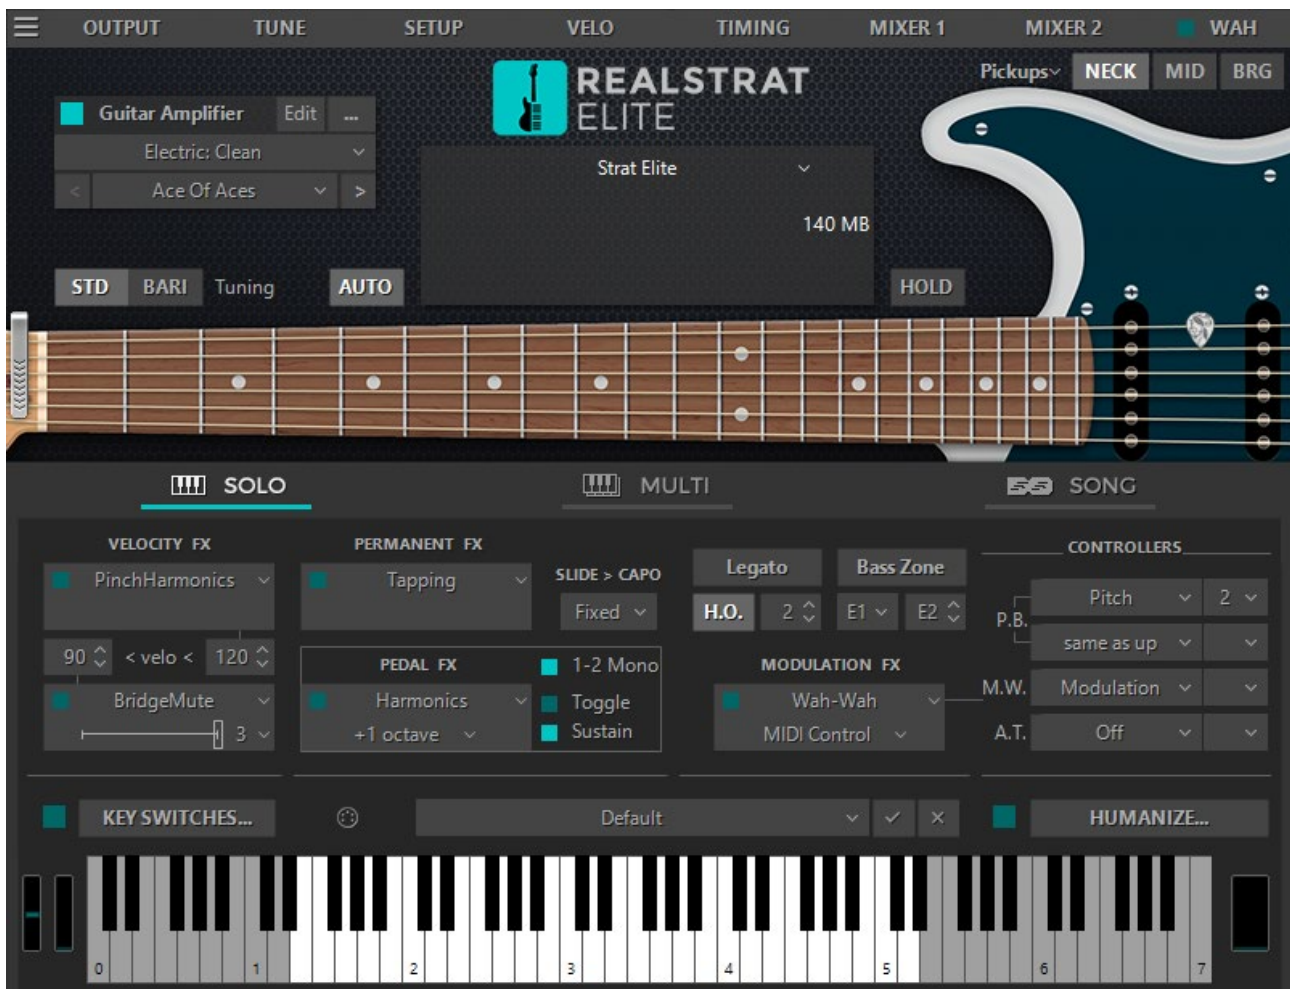 OUTPUT TUNE SETUP VELO TIMING MIXER 1 MIXER 2 WAH
REALSTRAT
ELITE
Pickups NECK MID BRG
Guitar Amplifier Edit ...
Electric: Clean
< Ace Of Aces >
Strat Elite
140 MB
STD BARI Tuning AUTO HOLD
SOLO MULTI SONG
VELOCITY FX PERMANENT FX CONTROLLERS
PinchHarmonics Tapping SLIDE > CAPO Legato Bass Zone
Fixed H.O. 2 E1 E2 P.B. Pitch 2
same as up
90 < velo < 120 PEDAL FX 1-2 Mono MODULATION FX
BridgeMute Harmonics Toggle Wah-Wah M.W. Modulation
3 +1 octave Sustain MIDI Control A.T. Off
KEY SWITCHES... Default HUMANIZE...
0 1 2 3 4 5 6 7